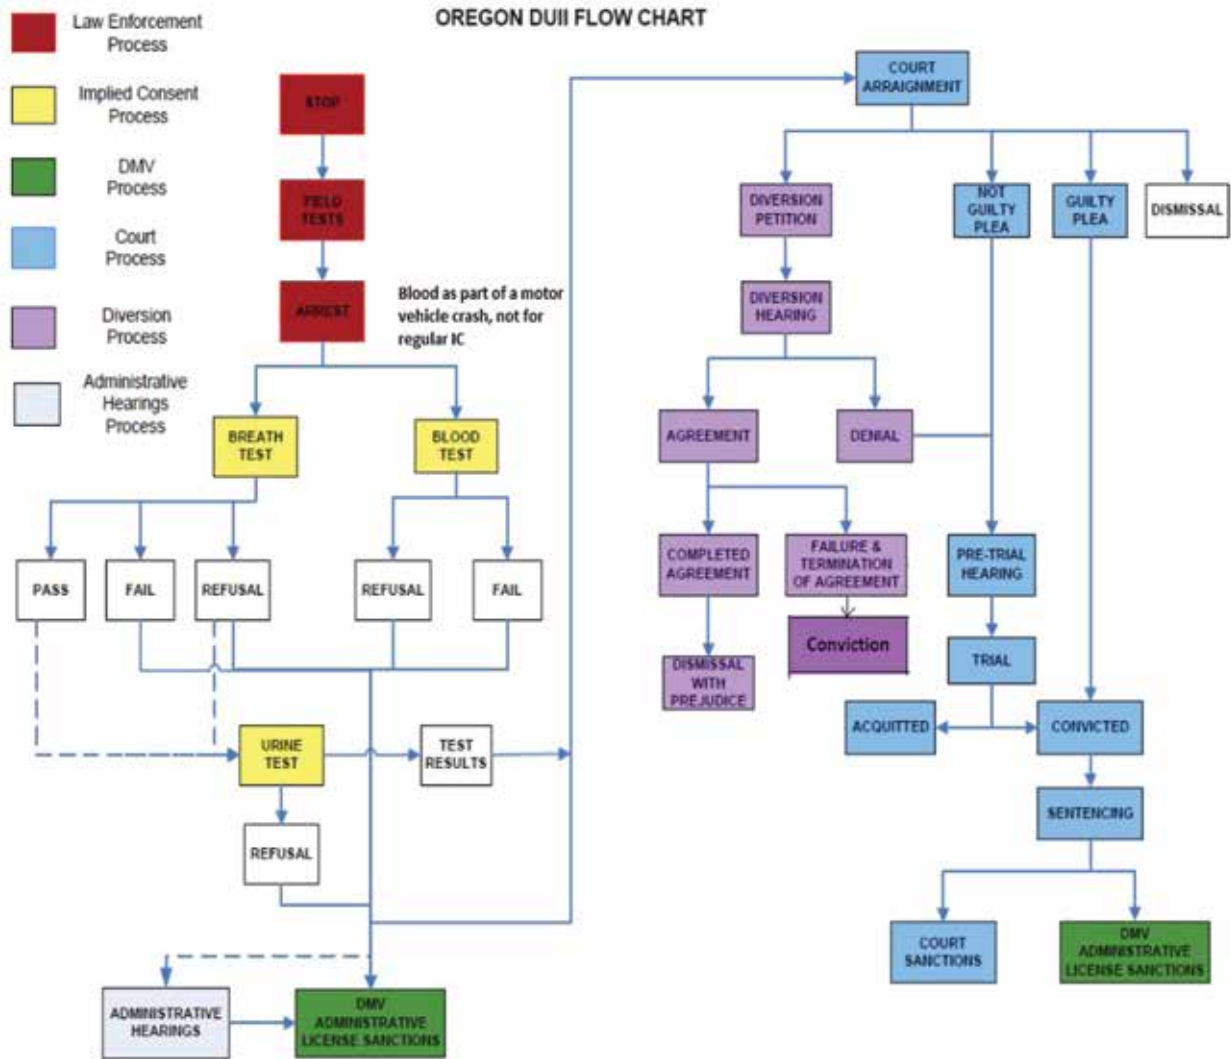 OREGON DUII FLOW CHART
Law Enforcement
Process
Implied Consent
Process
DMV
Process
Court
Process
Diversion
Process
Administrative
Hearings
Process
STOP
FIELD
TESTS
ARREST
Blood as part of a motor
vehicle crash, not for
regular IC
BREATH
TEST
BLOOD
TEST
PASS
FAIL
REFUSAL
REFUSAL
FAIL
URINE
TEST
TEST
RESULTS
REFUSAL
ADMINISTRATIVE
HEARINGS
DMV
ADMINISTRATIVE
LICENSE SANCTIONS
COURT
ARRAIGNMENT
DIVERSION
PETITION
NOT
GUILTY
PLEA
GUILTY
PLEA
DISMISSAL
DIVERSION
HEARING
AGREEMENT
DENIAL
COMPLETED
AGREEMENT
FAILURE &
TERMINATION
OF AGREEMENT
PRE-TRIAL
HEARING
Conviction
DISMISSAL
WITH
PREJUDICE
TRIAL
ACQUITTED
CONVICTED
SENTENCING
COURT
SANCTIONS
DMV
ADMINISTRATIVE
LICENSE SANCTIONS